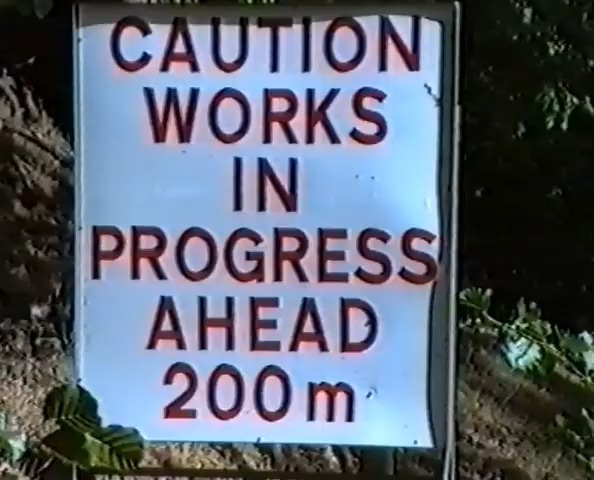 CAUTION
WORKS
IN
PROGRESS
AHEAD
200m